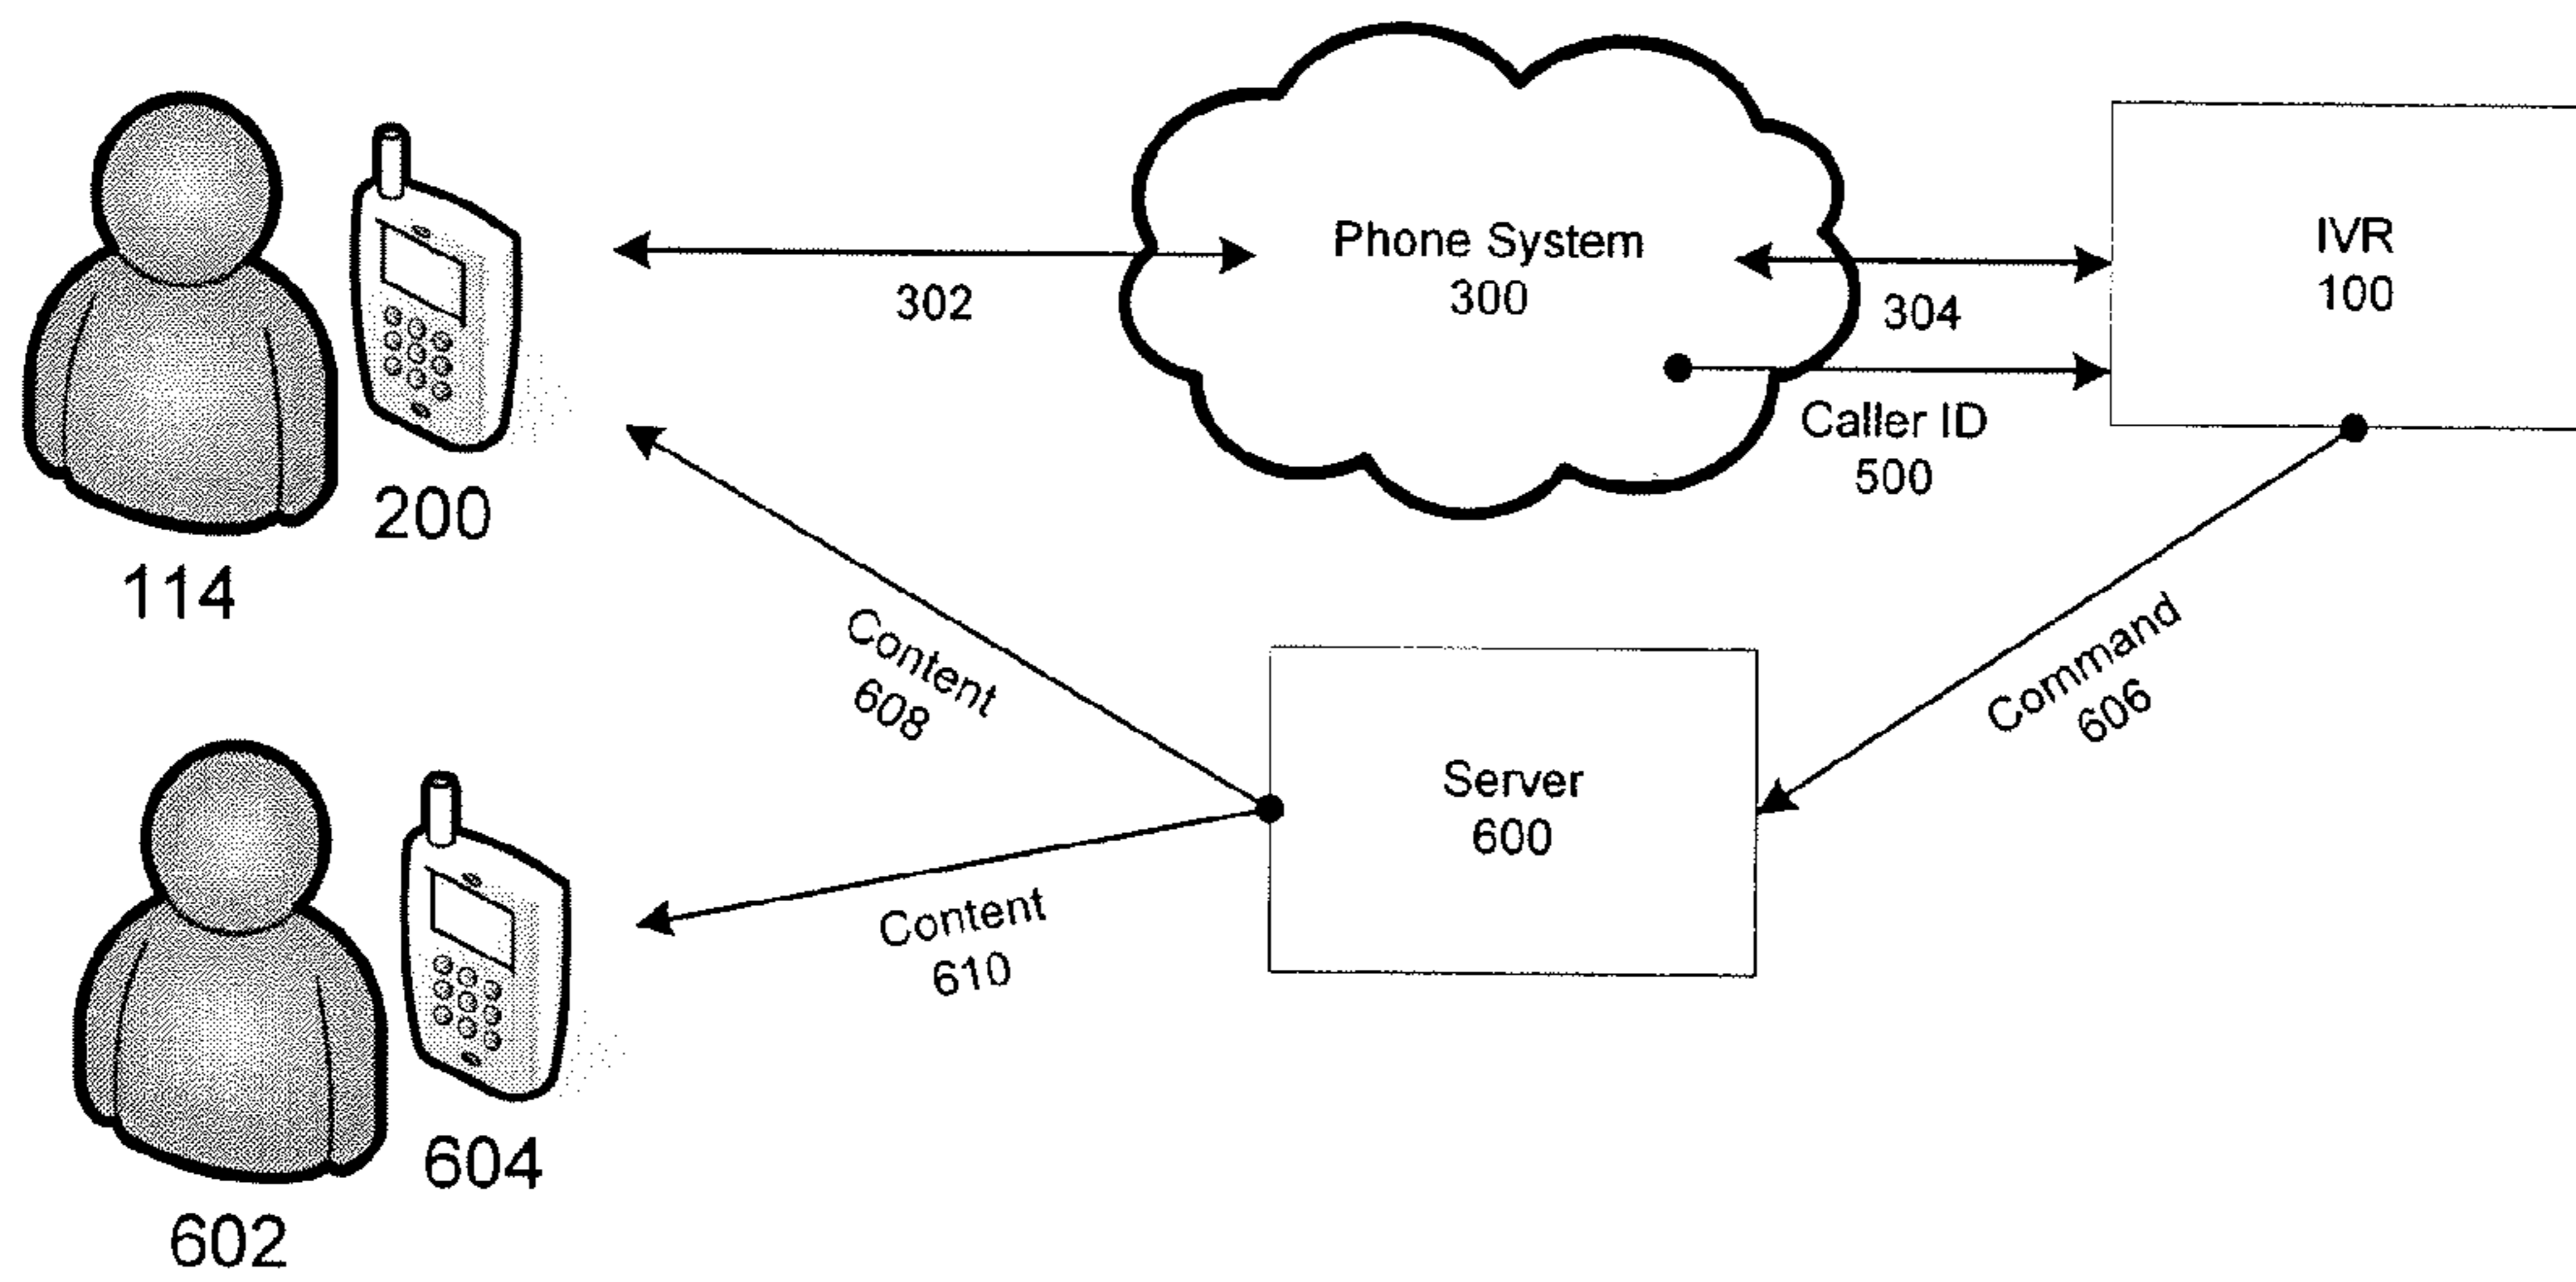 Phone System
300
IVR
100
302
304
Caller ID
500
200
114
Content
608
Command
606
Server
600
Content
610
604
602